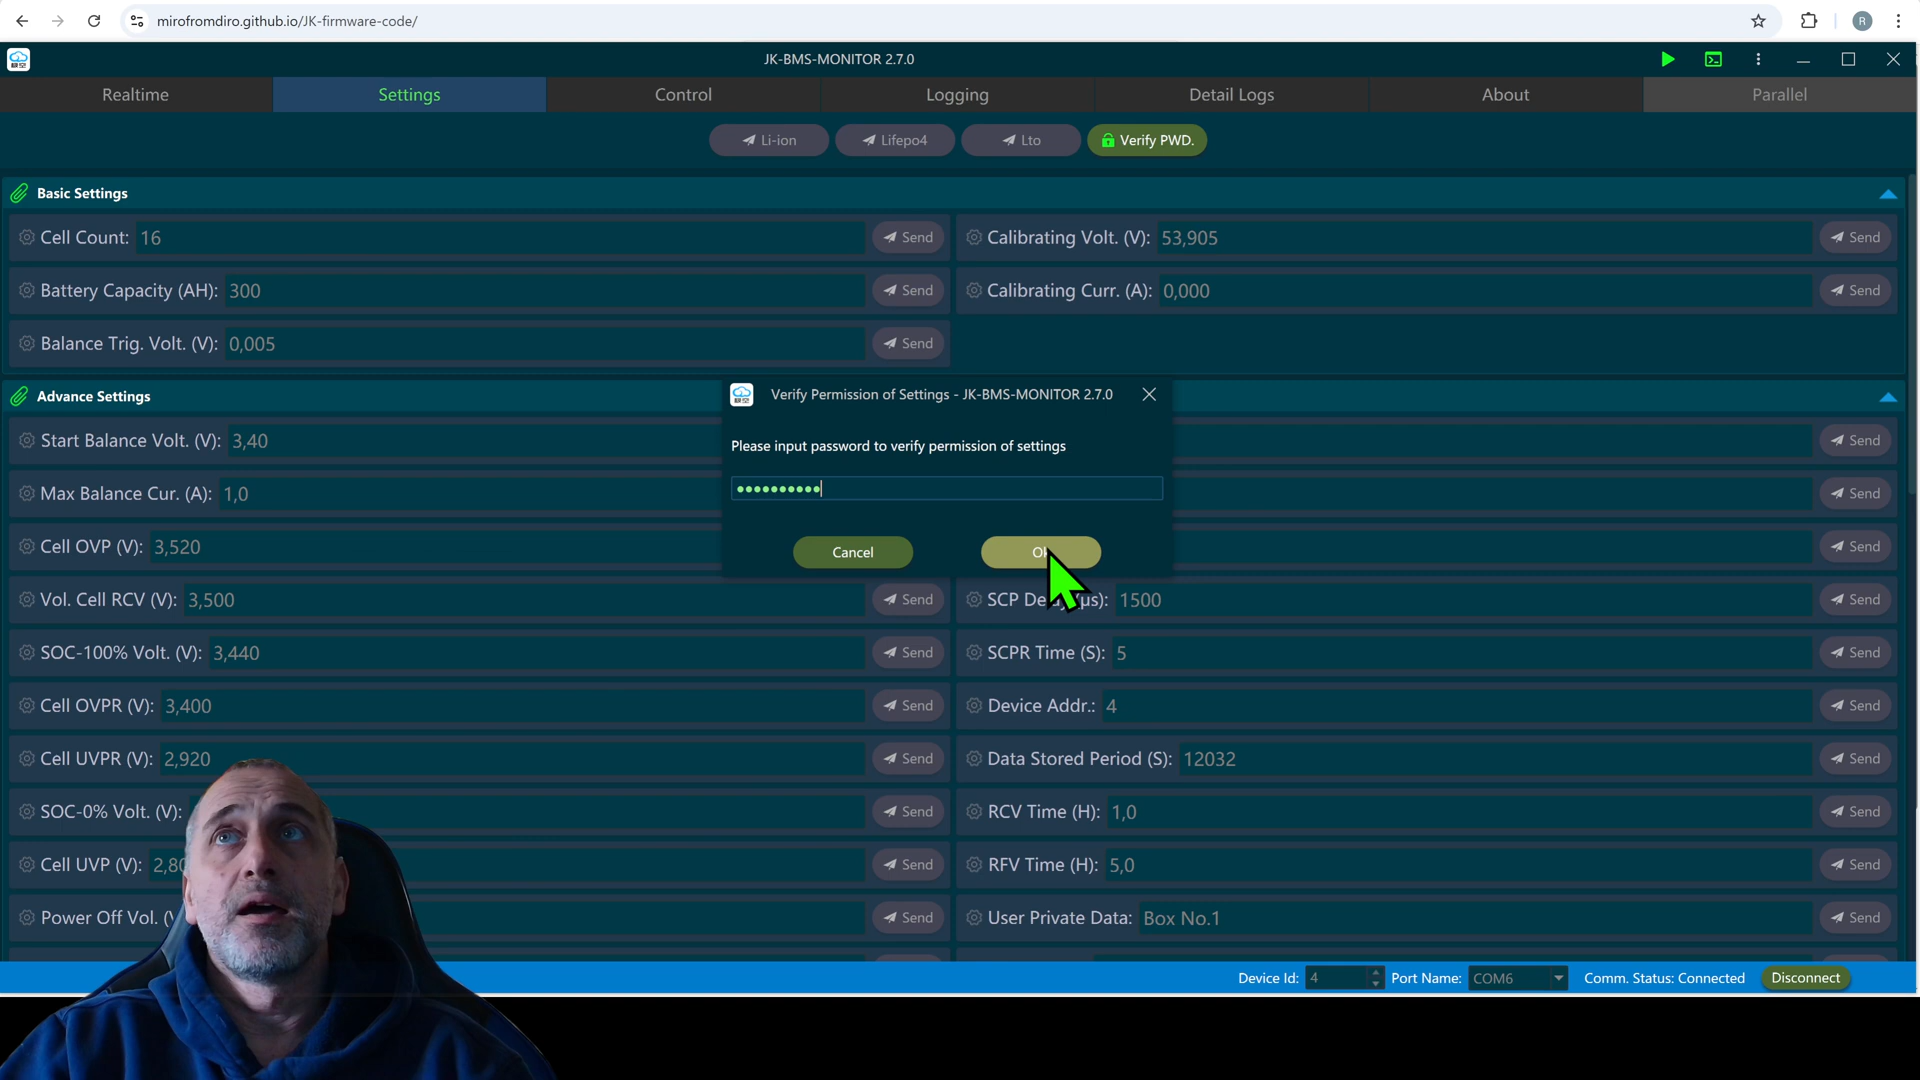 mirofromdiro.github.io/JK-firmware-code/
R
JK-BMS-MONITOR 2.7.0
Realtime
Settings
Control
Logging
Detail Logs
About
Parallel
Li-ion
Lifepo4
Lto
Verify PWD.
Basic Settings
Cell Count: 16 Send
Calibrating Volt. (V): 53,905 Send
Battery Capacity (AH): 300 Send
Calibrating Curr. (A): 0,000 Send
Balance Trig. Volt. (V): 0,005 Send
Advance Settings
Verify Permission of Settings - JK-BMS-MONITOR 2.7.0
Please input password to verify permission of settings
Cancel
Start Balance Volt. (V): 3,40
Send
Max Balance Cur. (A): 1,0
Send
Cell OVP (V): 3,520
Send
Vol. Cell RCV (V): 3,500 Send
SCP (μs): 1500 Send
SOC-100% Volt. (V): 3,440 Send
SCPR Time (S): 5 Send
Cell OVPR (V): 3,400 Send
Device Addr.: 4 Send
Cell UVPR (V): 2,920 Send
Data Stored Period (S): 12032 Send
SOC-0% Volt. (V): Send
RCV Time (H): 1,0 Send
Cell UVP (V): 2,80 Send
RFV Time (H): 5,0 Send
Power Off Vol. (V Send
User Private Data: Box No.1 Send
Device Id: 4 Port Name: COM6 Comm. Status: Connected Disconnect